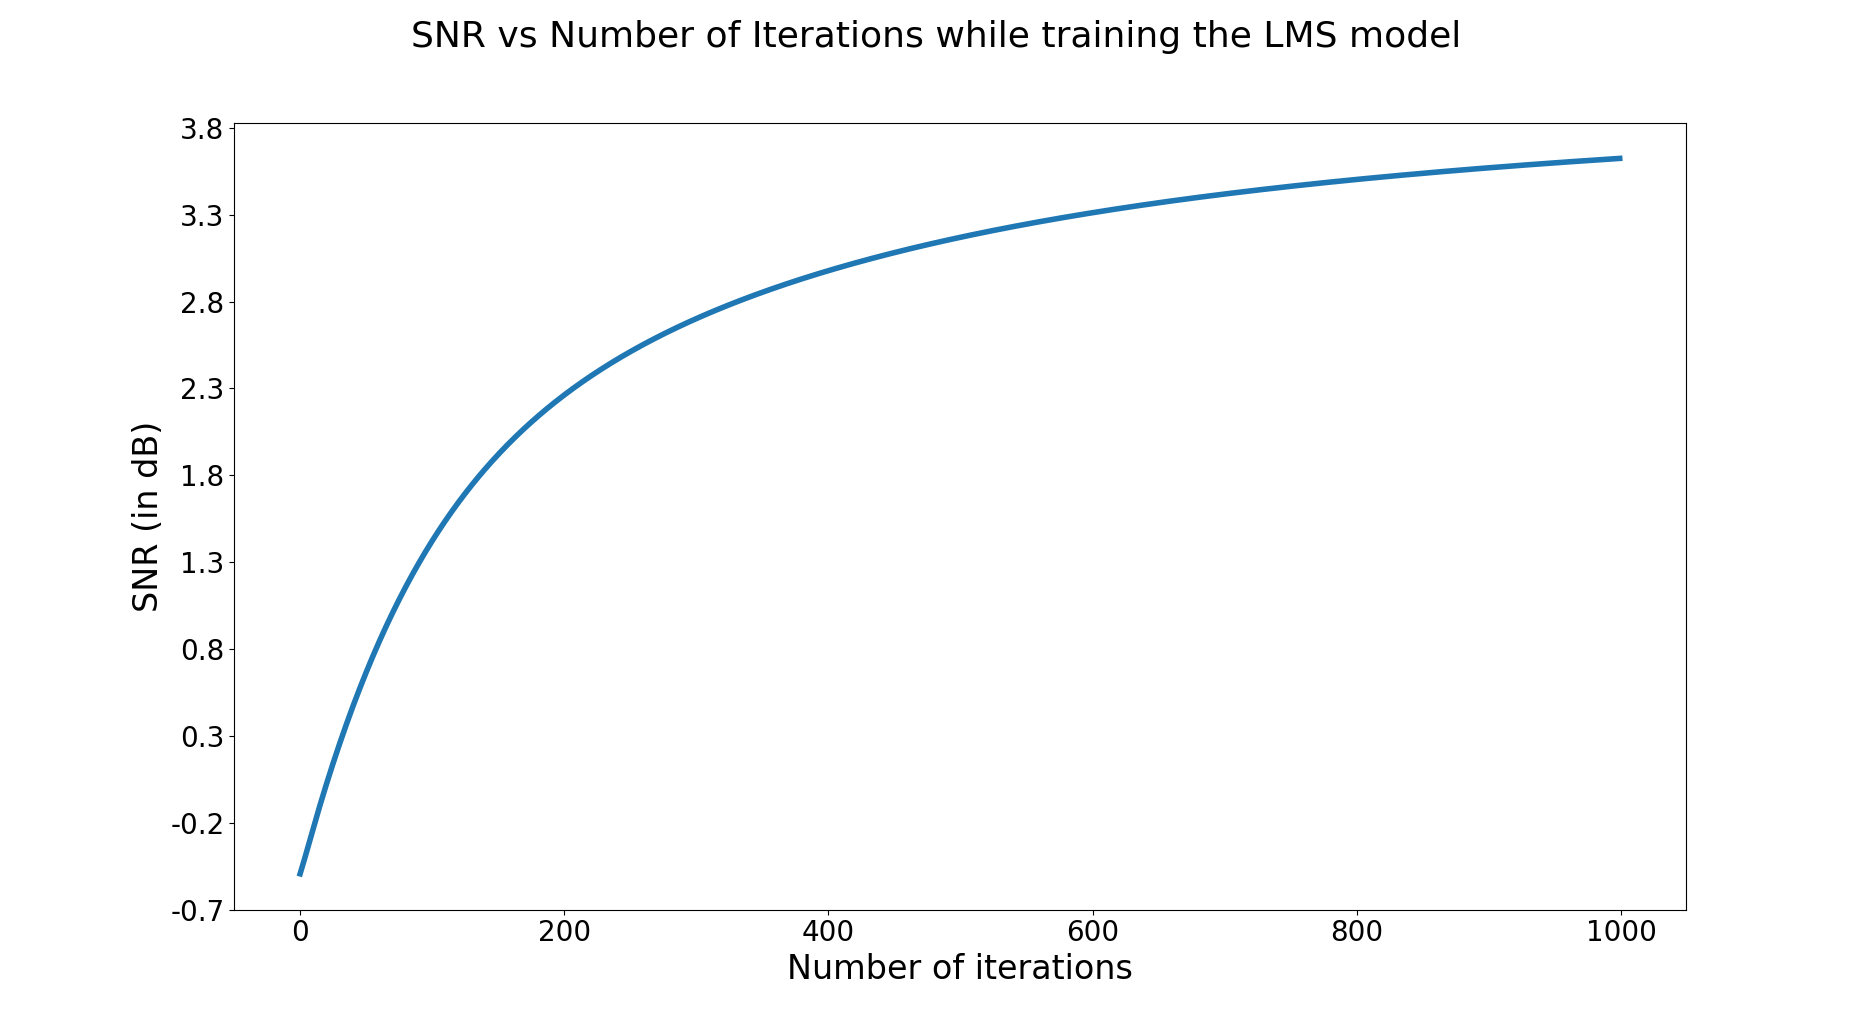 SNR vs Number of Iterations while training the LMS model
3.8
3.3
2.8
2.3
1.8
1.3
0.8
0.3
-0.2
-0.7
SNR (in dB)
0 200 400 600 800 1000
Number of iterations